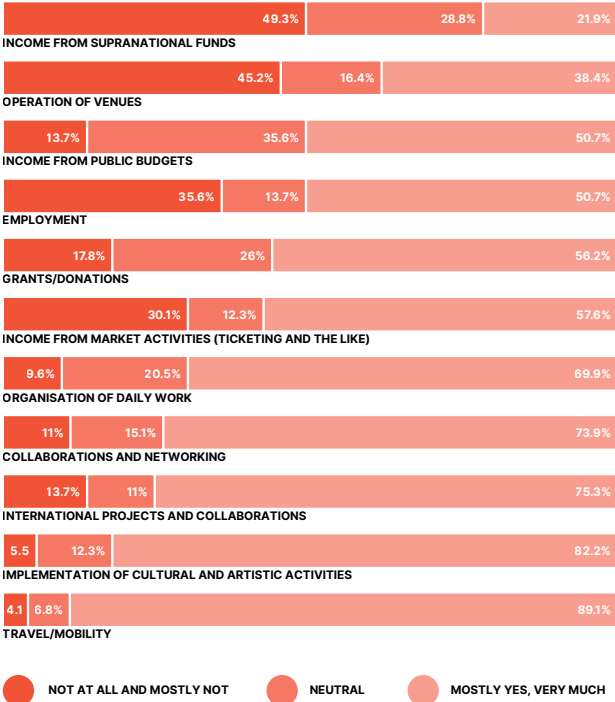 49.3% 28.8% 21.9%
INCOME FROM SUPRANATIONAL FUNDS
45.2% 16.4% 38.4%
OPERATION OF VENUES
13.7% 35.6% 50.7%
INCOME FROM PUBLIC BUDGETS
35.6% 13.7% 50.7%
EMPLOYMENT
17.8% 26% 56.2%
GRANTS/DONATIONS
30.1% 12.3% 57.6%
INCOME FROM MARKET ACTIVITIES (TICKETING AND THE LIKE)
9.6% 20.5% 69.9%
ORGANISATION OF DAILY WORK
11% 15.1% 73.9%
COLLABORATIONS AND NETWORKING
13.7% 11% 75.3%
INTERNATIONAL PROJECTS AND COLLABORATIONS
5.5 12.3% 82.2%
IMPLEMENTATION OF CULTURAL AND ARTISTIC ACTIVITIES
4.1 6.8% 89.1%
TRAVEL/MOBILITY
NOT AT ALL AND MOSTLY NOT NEUTRAL MOSTLY YES, VERY MUCH